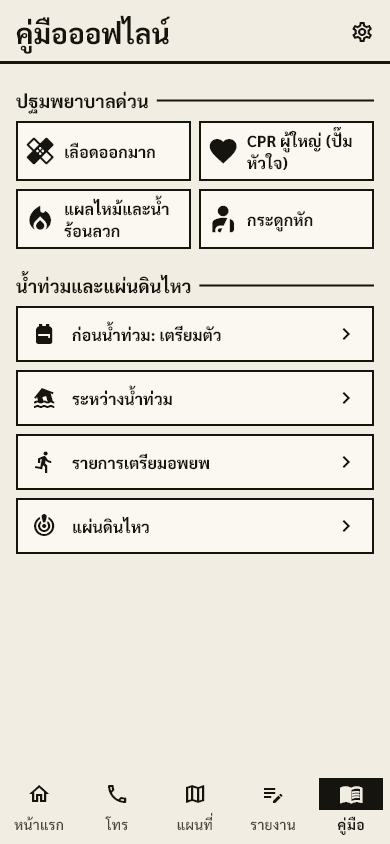 คู่มือออฟไลน์
ปฐมพยาบาลด่วน
เลือดออกมาก
CPR ผู้ใหญ่ (ปั๊ม
หัวใจ)
แผลไหม้และน้ำ
ร้อนลวก
กระดูกหัก
น้ำท่วมและแผ่นดินไหว
ก่อนน้ำท่วม: เตรียมตัว
ระหว่างน้ำท่วม
รายการเตรียมอพยพ
แผ่นดินไหว
หน้าแรก
โทร
แผนที่
รายงาน
คู่มือ